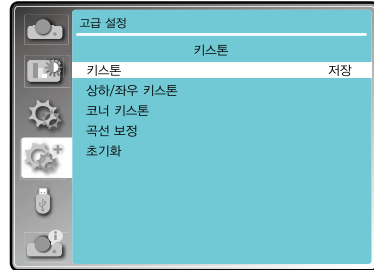 고급 설정
키스톤
키스톤 저장
상하/좌우 키스톤
코너 키스톤
곡선 보정
초기화